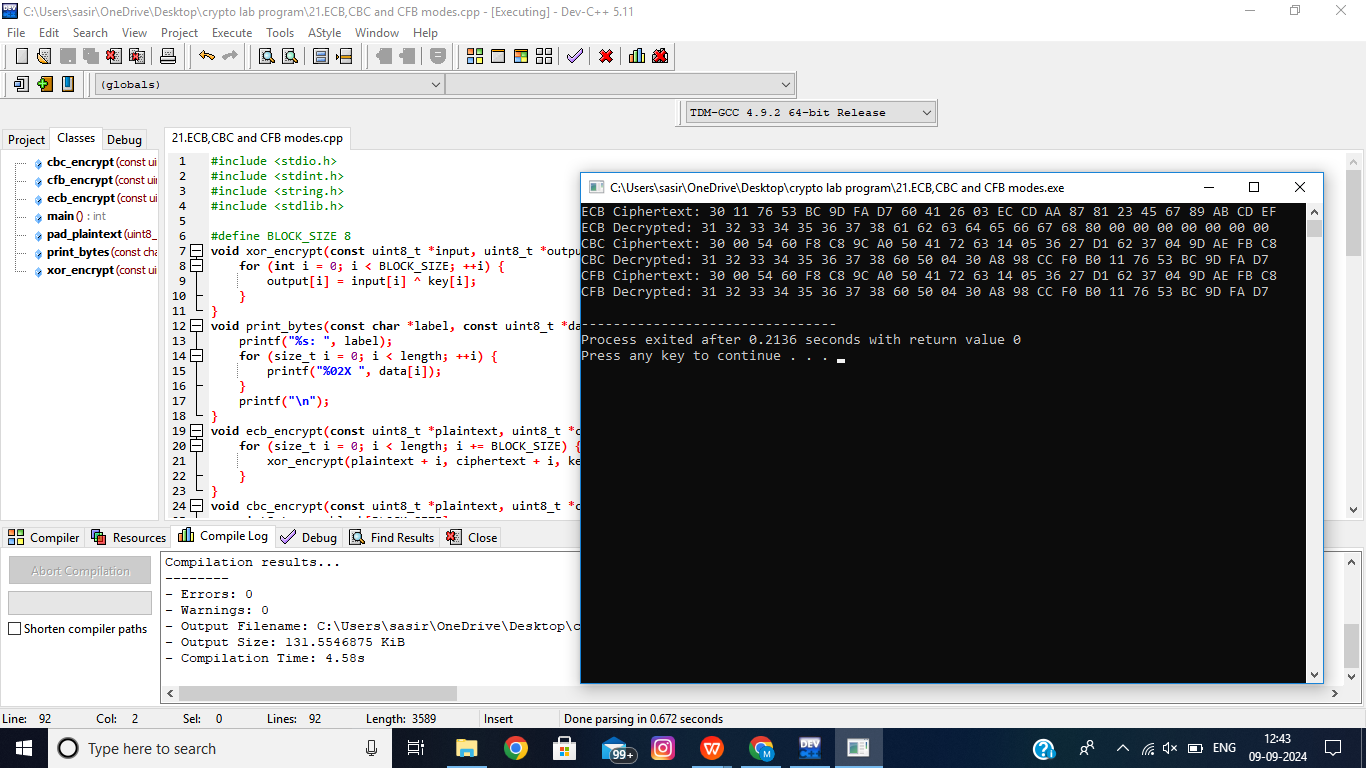 C:\Users\sasir\OneDrive\Desktop\crypto lab program\21.ECB,CBC and CFB modes.cpp - [Executing] - Dev-C++ 5.11
File Edit Search View Project Execute Tools AStyle Window Help
(globals)
TDM-GCC 4.9.2 64-bit Release
Project Classes Debug
21.ECB,CBC and CFB modes.cpp
cbc_encrypt (const ui
cfb_encrypt (const ui
ecb_encrypt (const ui
main () : int
pad_plaintext (uint8_
print_bytes (const cha
xor_encrypt (const ui
1 #include <stdio.h>
2 #include <stdint.h>
3 #include <string.h>
4 #include <stdlib.h>
5
6 #define BLOCK_SIZE 8
7 void xor_encrypt(const uint8_t *input, uint8_t *outpu
8 for (int i = 0; i < BLOCK_SIZE; ++i) {
9 output[i] = input[i] ^ key[i];
10 }
11 }
12 void print_bytes(const char *label, const uint8_t *da
13 printf("%s: ", label);
14 for (size_t i = 0; i < length; ++i) {
15 printf("%02X ", data[i]);
16 }
17 printf("\n");
18 }
19 void ecb_encrypt(const uint8_t *plaintext, uint8_t *c
20 for (size_t i = 0; i < length; i += BLOCK_SIZE) {
21 xor_encrypt(plaintext + i, ciphertext + i, ke
22 }
23 }
24 void cbc_encrypt(const uint8_t *plaintext, uint8_t *c
C:\Users\sasir\OneDrive\Desktop\crypto lab program\21.ECB,CBC and CFB modes.exe
ECB Ciphertext: 30 11 76 53 BC 9D FA D7 60 41 26 03 EC CD AA 87 81 23 45 67 89 AB CD EF
ECB Decrypted: 31 32 33 34 35 36 37 38 61 62 63 64 65 66 67 68 80 00 00 00 00 00 00 00
CBC Ciphertext: 30 00 54 60 F8 C8 9C A0 50 41 72 63 14 05 36 27 D1 62 37 04 9D AE FB C8
CBC Decrypted: 31 32 33 34 35 36 37 38 60 50 04 30 A8 98 CC F0 B0 11 76 53 BC 9D FA D7
CFB Ciphertext: 30 00 54 60 F8 C8 9C A0 50 41 72 63 14 05 36 27 D1 62 37 04 9D AE FB C8
CFB Decrypted: 31 32 33 34 35 36 37 38 60 50 04 30 A8 98 CC F0 B0 11 76 53 BC 9D FA D7
--------------------------------
Process exited after 0.2136 seconds with return value 0
Press any key to continue . . .
Compiler Resources Compile Log Debug Find Results Close
Abort Compilation
Shorten compiler paths
Compilation results...
--------
- Errors: 0
- Warnings: 0
- Output Filename: C:\Users\sasir\OneDrive\Desktop\c
- Output Size: 131.5546875 KiB
- Compilation Time: 4.58s
Line: 92 Col: 2 Sel: 0 Lines: 92 Length: 3589 Insert Done parsing in 0.672 seconds
Type here to search
99+
M
DEV
ENG
12:43
09-09-2024